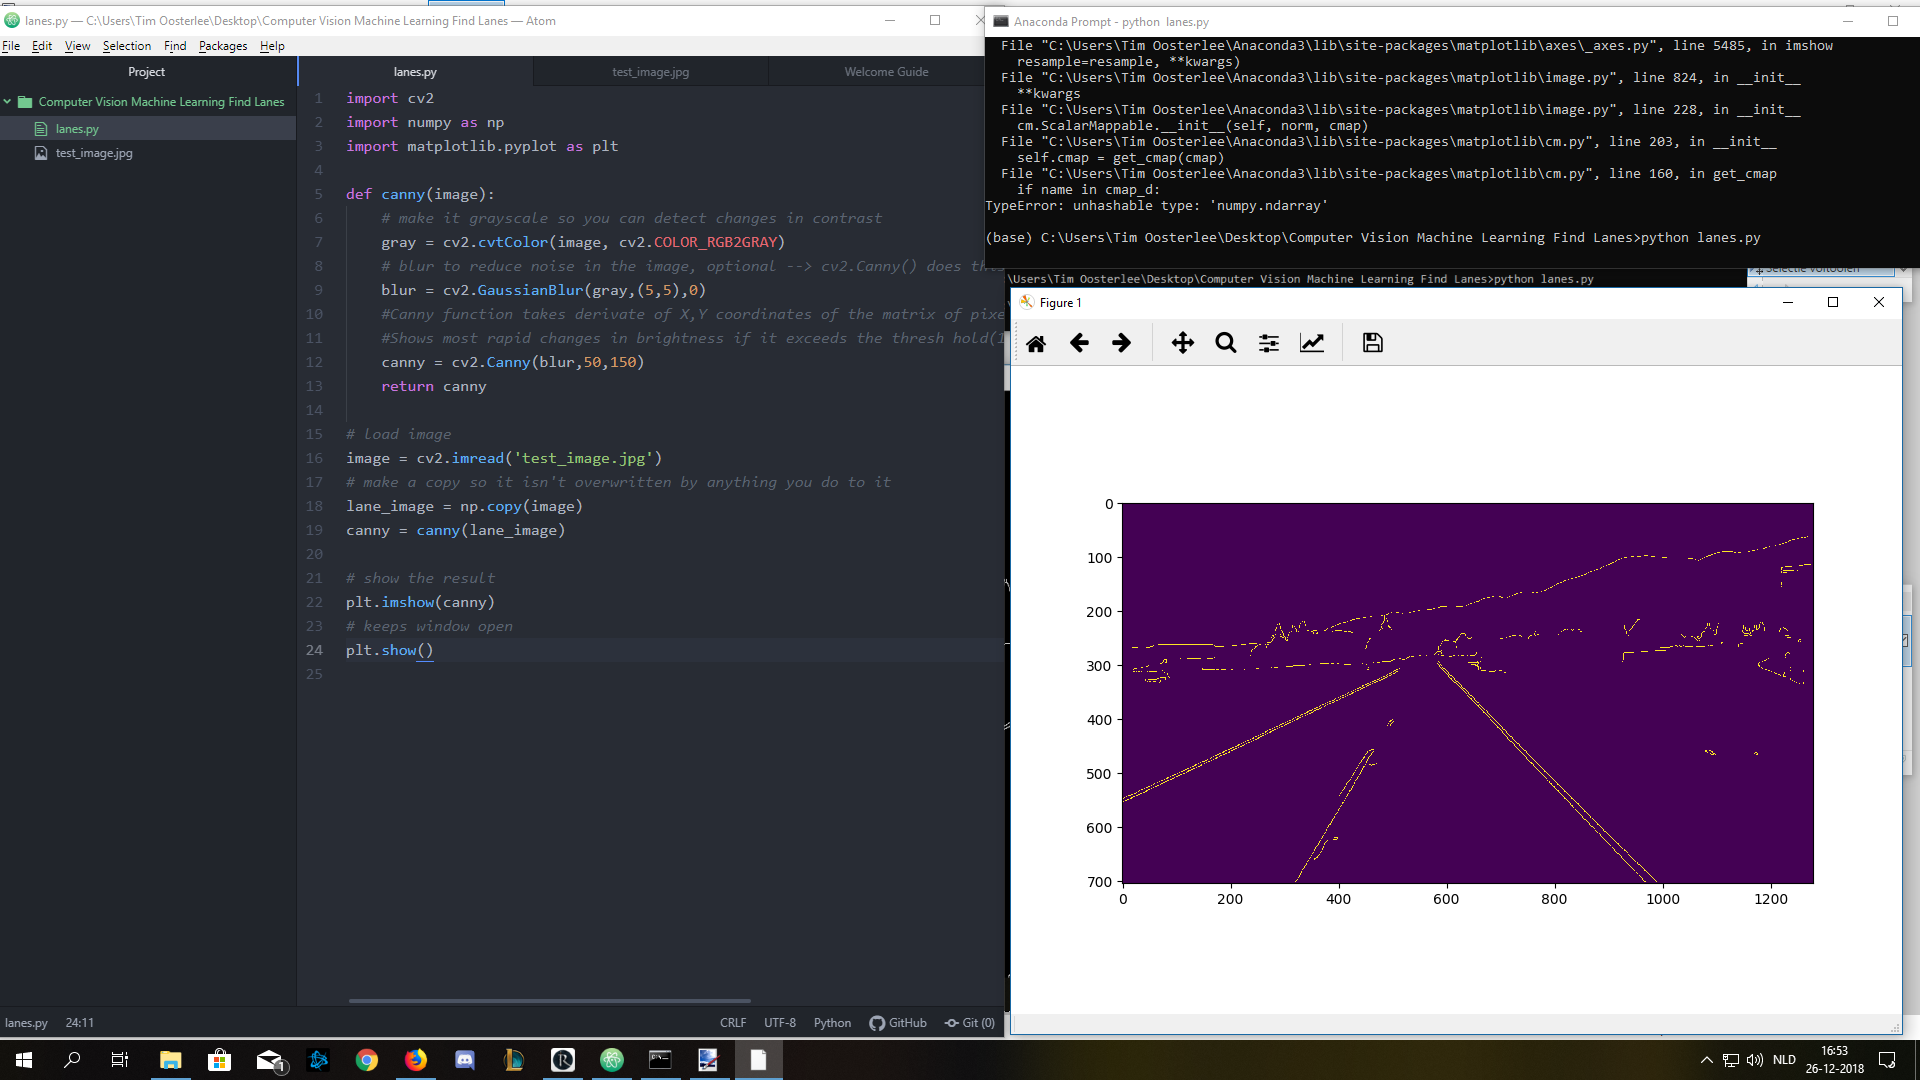 lanes.py — C:\Users\Tim Oosterlee\Desktop\Computer Vision Machine Learning Find Lanes — Atom
File Edit View Selection Find Packages Help
Project
Computer Vision Machine Learning Find Lanes
lanes.py
test_image.jpg
lanes.py test_image.jpg Welcome Guide
1 import cv2
2 import numpy as np
3 import matplotlib.pyplot as plt
4
5 def canny(image):
6 # make it grayscale so you can detect changes in contrast
7 gray = cv2.cvtColor(image, cv2.COLOR_RGB2GRAY)
8 # blur to reduce noise in the image, optional --> cv2.Canny() does thi
9 blur = cv2.GaussianBlur(gray,(5,5),0)
10 #Canny function takes derivate of X,Y coordinates of the matrix of pixe
11 #Shows most rapid changes in brightness if it exceeds the thresh hold(1
12 canny = cv2.Canny(blur,50,150)
13 return canny
14
15 # load image
16 image = cv2.imread('test_image.jpg')
17 # make a copy so it isn't overwritten by anything you do to it
18 lane_image = np.copy(image)
19 canny = canny(lane_image)
20
21 # show the result
22 plt.imshow(canny)
23 # keeps window open
24 plt.show()
25
lanes.py 24:11
CRLF UTF-8 Python GitHub Git (0)
Anaconda Prompt - python lanes.py
File "C:\Users\Tim Oosterlee\Anaconda3\lib\site-packages\matplotlib\axes\_axes.py", line 5485, in imshow
resample=resample, **kwargs)
File "C:\Users\Tim Oosterlee\Anaconda3\lib\site-packages\matplotlib\image.py", line 824, in __init__
**kwargs
File "C:\Users\Tim Oosterlee\Anaconda3\lib\site-packages\matplotlib\image.py", line 228, in __init__
cm.ScalarMappable.__init__(self, norm, cmap)
File "C:\Users\Tim Oosterlee\Anaconda3\lib\site-packages\matplotlib\cm.py", line 203, in __init__
self.cmap = get_cmap(cmap)
File "C:\Users\Tim Oosterlee\Anaconda3\lib\site-packages\matplotlib\cm.py", line 160, in get_cmap
if name in cmap_d:
TypeError: unhashable type: 'numpy.ndarray'
(base) C:\Users\Tim Oosterlee\Desktop\Computer Vision Machine Learning Find Lanes>python lanes.py
\Users\Tim Oosterlee\Desktop\Computer Vision Machine Learning Find Lanes>python lanes.py
Selectie voltooien
Figure 1
0
100
200
300
400
500
600
700
0 200 400 600 800 1000 1200
1
NLD
16:53
26-12-2018